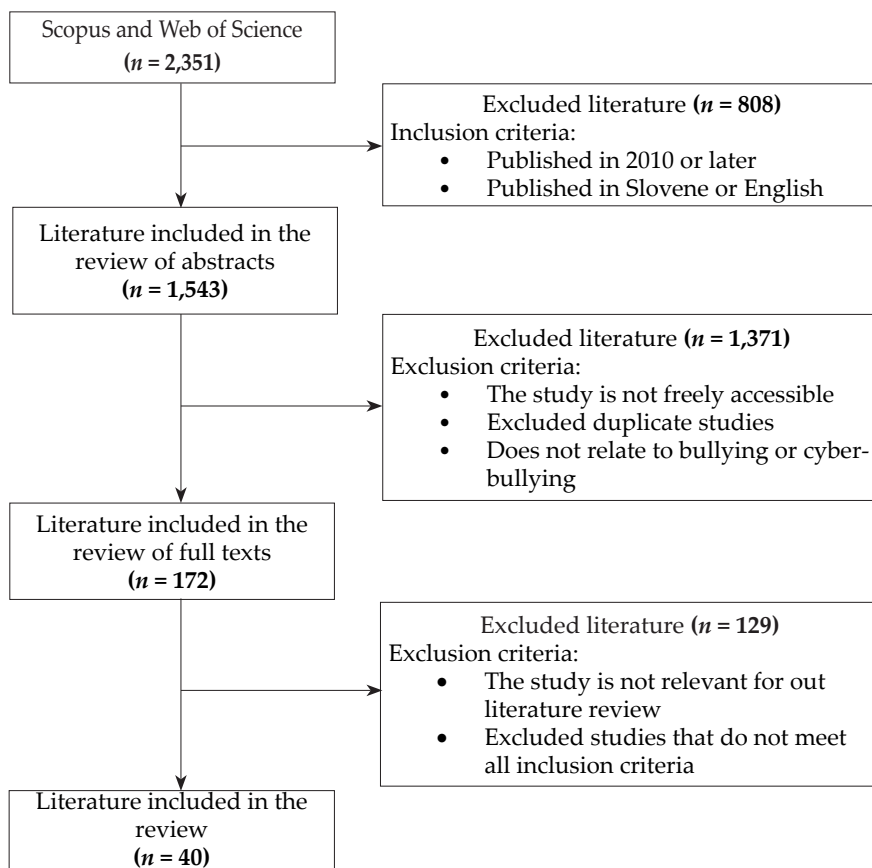 Scopus and Web of Science
(n = 2,351)
Excluded literature (n = 808)
Inclusion criteria:
• Published in 2010 or later
• Published in Slovene or English
Literature included in the
review of abstracts
(n = 1,543)
Excluded literature (n = 1,371)
Exclusion criteria:
• The study is not freely accessible
• Excluded duplicate studies
• Does not relate to bullying or cyber-
bullying
Literature included in the
review of full texts
(n = 172)
Excluded literature (n = 129)
Exclusion criteria:
• The study is not relevant for out
literature review
• Excluded studies that do not meet
all inclusion criteria
Literature included in the
review
(n = 40)